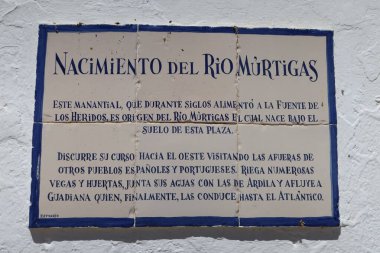 NACIMIENTO DEL RIO MÚRTIGAS
ESTE MANANTIAL, QUE DURANTE SIGLOS ALIMENTÓ A LA FUENTE DE
LOS HERIDOS, ES ORIGEN DEL RÍO MÚRTIGAS EL CUAL NACE BAJO EL
SUELO DE ESTA PLAZA.
DISCURRE SU CURSO HACIA EL OESTE VISITANDO LAS AFUERAS DE
OTROS PUEBLOS ESPAÑOLES Y PORTUGUESES. RIEGA NUMEROSAS
VEGAS Y HUERTAS, JUNTA SUS AGUAS CON LAS DE ARDILA Y AFLUYE A
GUADIANA QUIEN, FINALMENTE, LAS CONDUCE HASTA EL ATLÁNTICO.